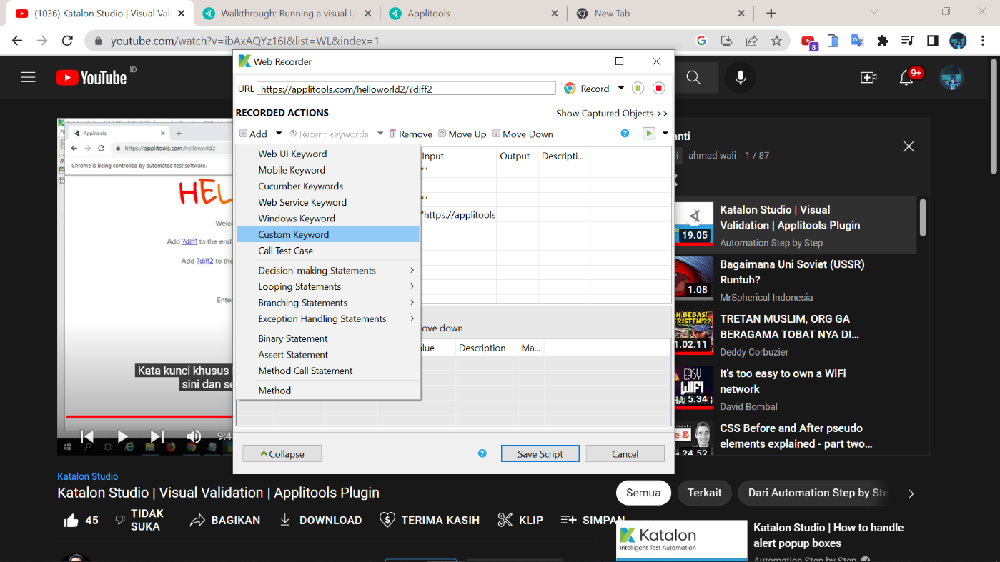 (1036) Katalon Studio | Visual Vali
Walkthrough: Running a visual UI
Applitools
New Tab
youtube.com/watch?v=ibAxAQYz16I&list=WL&index=1
8
YouTube ID
9+
Web Recorder
URL https://applitools.com/helloworld2/?diff2
Record
RECORDED ACTIONS
Show Captured Objects >>
Add
Recent keywords
Remove
Move Up
Move Down
Input
Output
Descripti...
""
""
"https://applitools
Web UI Keyword
Mobile Keyword
Cucumber Keywords
Web Service Keyword
Windows Keyword
Custom Keyword
Call Test Case
Decision-making Statements
Looping Statements
Branching Statements
Exception Handling Statements
Binary Statement
Assert Statement
Method Call Statement
Method
ove down
lue
Description
Ma...
Collapse
Save Script
Cancel
Applitools
https://applitools.com/helloworld2
Chrome is being controlled by automated test software.
HEL
Welc
Add ?diff1 to the end
Add ?diff2 to the
Enter
Kata kunci khusus
sini dan se
9:4
anti
li
ahmad wali - 1 / 87
19.05
Katalon Studio | Visual
Validation | Applitools Plugin
Automation Step by Step
1.08
Bagaimana Uni Soviet (USSR)
Runtuh?
MrSpherical Indonesia
AH BEBAS!
KRISTEN!??
1.02.11
TRETAN MUSLIM, ORG GA
BERAGAMA TOBAT NYA DI...
Deddy Corbuzier
EASY
WIFI
5.34
It's too easy to own a WiFi
network
David Bombal
24.52
CSS Before and After pseudo
elements explained - part two...
Katalon Studio
Katalon Studio | Visual Validation | Applitools Plugin
45
TIDAK
SUKA
BAGIKAN
DOWNLOAD
TERIMA KASIH
KLIP
SIMPAN
Semua
Terkait
Dari Automation Step by Ste
Katalon
Intelligent Test Automation
Katalon Studio | How to handle
alert popup boxes
Automation Step by Step